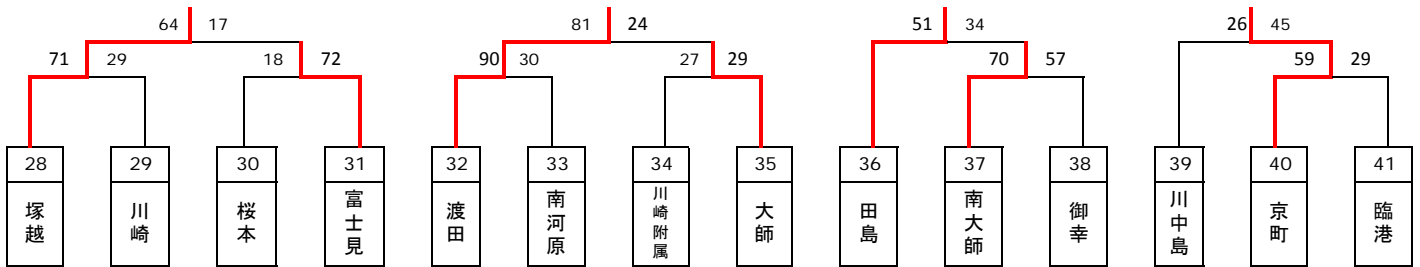 64 17 81 24 51 34 26 45
71 29 18 72 90 30 27 29 70 57 59 29
28 29 30 31 32 33 34 35 36 37 38 39 40 41
塚越
川崎
桜本
富士見
渡田
南河原
川崎附属
大師
田島
南大師
御幸
川中島
京町
臨港